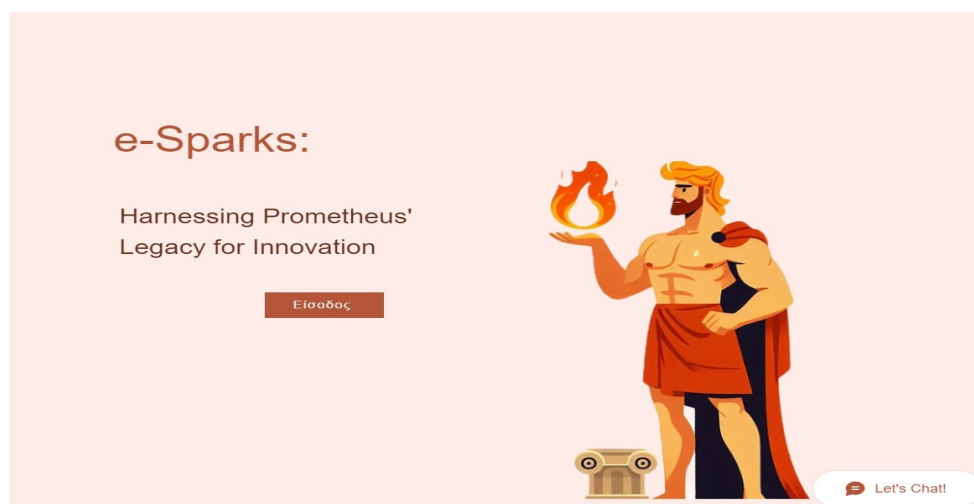 e-Sparks:
Harnessing Prometheus'
Legacy for Innovation
Είσοδος
Let's Chat!